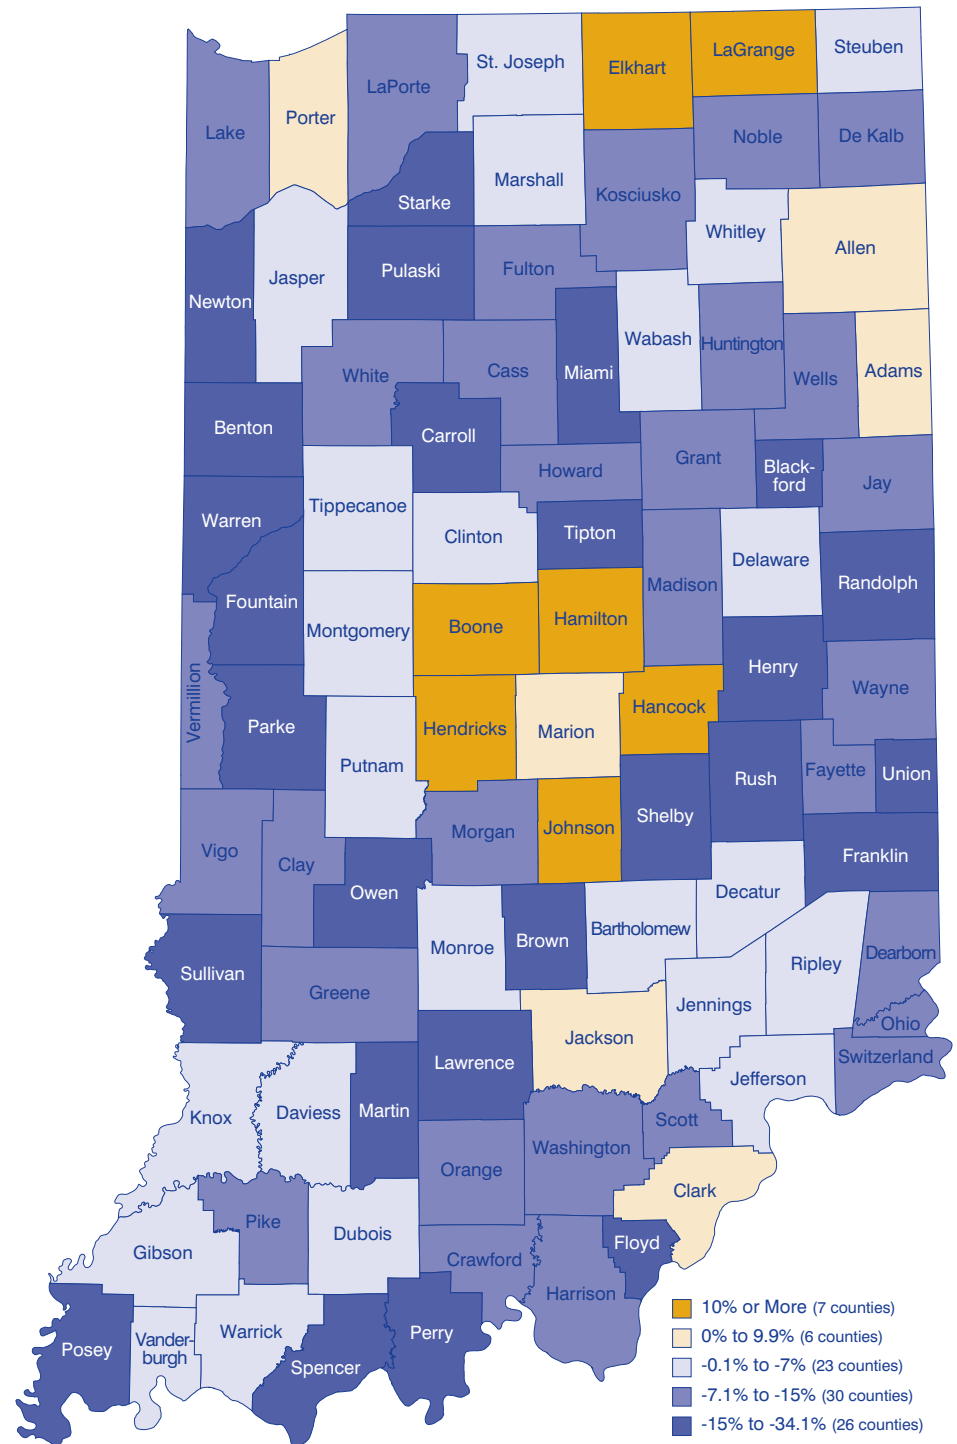 St. Joseph
Elkhart
LaGrange
Steuben
LaPorte
Porter
Lake
Noble
De Kalb
Marshall
Kosciusko
Starke
Whitley
Allen
Jasper
Pulaski
Fulton
Newton
Wabash
Huntington
White
Cass
Miami
Wells
Adams
Benton
Carroll
Howard
Grant
Black-
ford
Jay
Tippecanoe
Warren
Clinton
Tipton
Delaware
Madison
Randolph
Fountain
Montgomery
Boone
Hamilton
Henry
Wayne
Vermillion
Parke
Hendricks
Marion
Hancock
Putnam
Rush
Fayette
Union
Shelby
Morgan
Johnson
Vigo
Clay
Franklin
Owen
Decatur
Monroe
Brown
Bartholomew
Dearborn
Sullivan
Greene
Ripley
Jennings
Ohio
Jackson
Switzerland
Lawrence
Jefferson
Knox
Daviess
Martin
Scott
Washington
Orange
Clark
Pike
Dubois
Floyd
Gibson
Crawford
Harrison
Posey
Vander-
burgh
Warrick
Perry
Spencer
10% or More (7 counties)
0% to 9.9% (6 counties)
-0.1% to -7% (23 counties)
-7.1% to -15% (30 counties)
-15% to -34.1% (26 counties)